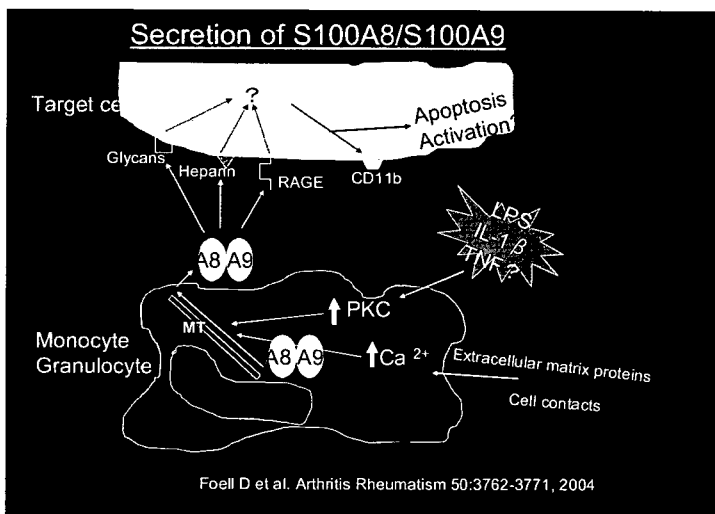 Secretion of S100A8/S100A9
Target ce
?
Apoptosis
Activation?
Glycans
Heparin
RAGE
CD11b
LPS
IL-1 β
TNF ?
A8 A9
PKC
MT
Monocyte
Granulocyte
A8 A9
Ca 2+
Extracellular matrix proteins
Cell contacts
Foell D et al. Arthritis Rheumatism 50:3762-3771, 2004